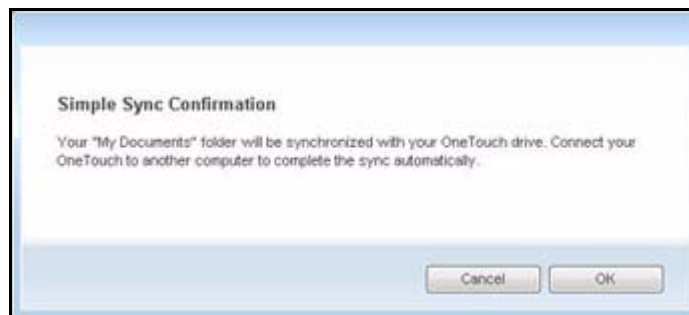 Simple Sync Confirmation
Your "My Documents" folder will be synchronized with your OneTouch drive. Connect your
OneTouch to another computer to complete the sync automatically.
Cancel OK